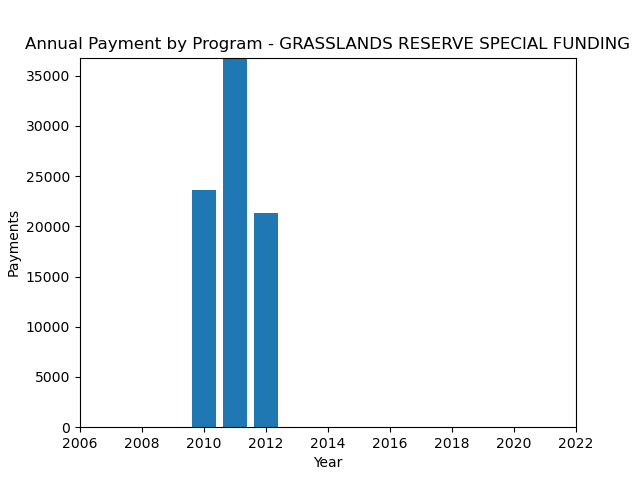 Annual Payment by Program - GRASSLANDS RESERVE SPECIAL FUNDING
35000
30000
25000
20000
15000
10000
5000
0
Payments
2006 2008 2010 2012 2014 2016 2018 2020 2022
Year